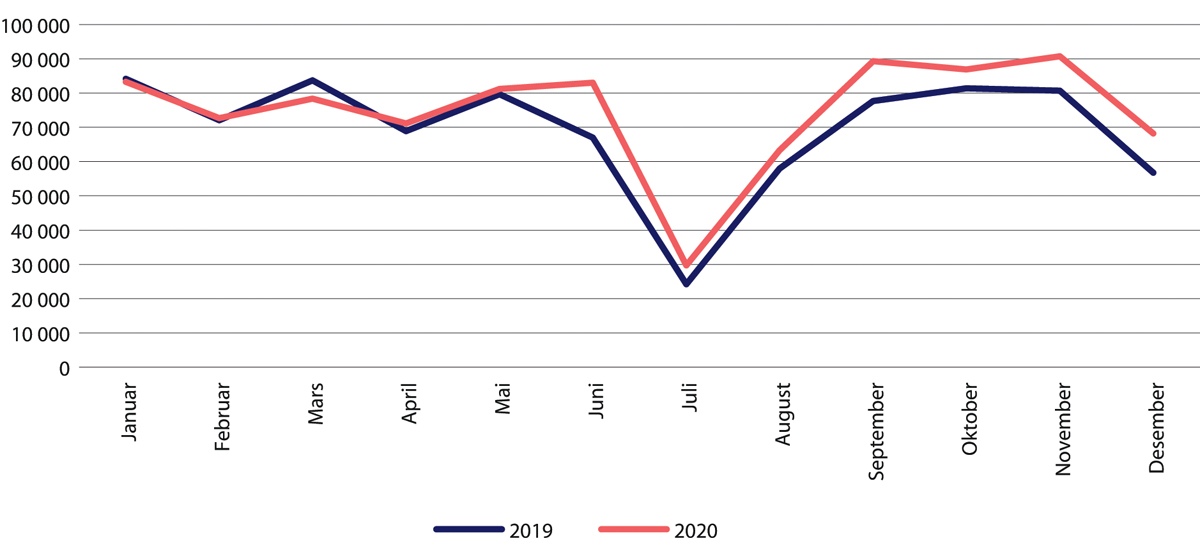 100 000
90 000
80 000
70 000
60 000
50 000
40 000
30 000
20 000
10 000
0
Januar
Februar
Mars
April
Mai
Juni
Juli
August
September
Oktober
November
Desember
2019
2020